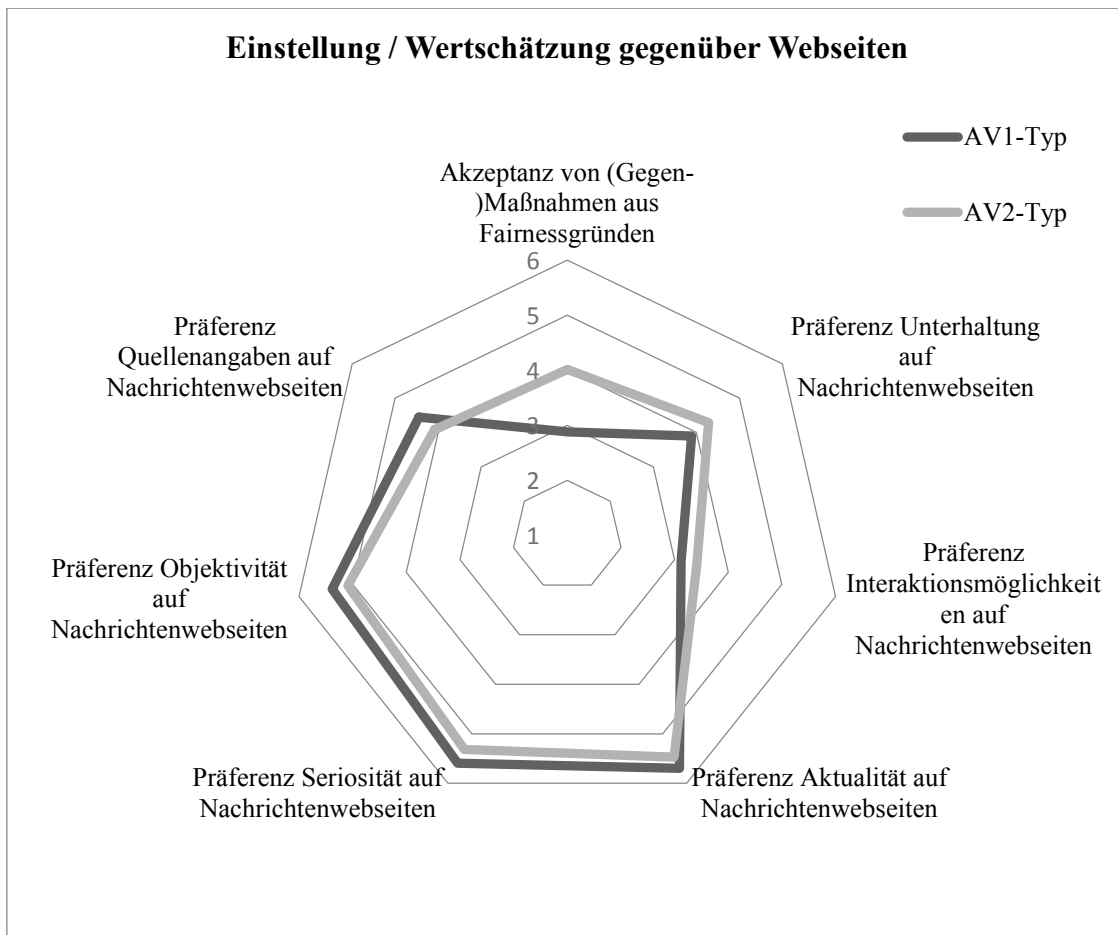 Einstellung / Wertschätzung gegenüber Webseiten
AV1-Typ
AV2-Typ
Akzeptanz von (Gegen-
)Maßnahmen aus
Fairnessgründen
Präferenz Unterhaltung
auf
Nachrichtenwebseiten
Präferenz
Interaktionsmöglichkeit
en auf
Nachrichtenwebseiten
Präferenz Aktualität auf
Nachrichtenwebseiten
Präferenz Seriosität auf
Nachrichtenwebseiten
Präferenz Objektivität
auf
Nachrichtenwebseiten
Präferenz
Quellenangaben auf
Nachrichtenwebseiten
6
5
4
3
2
1